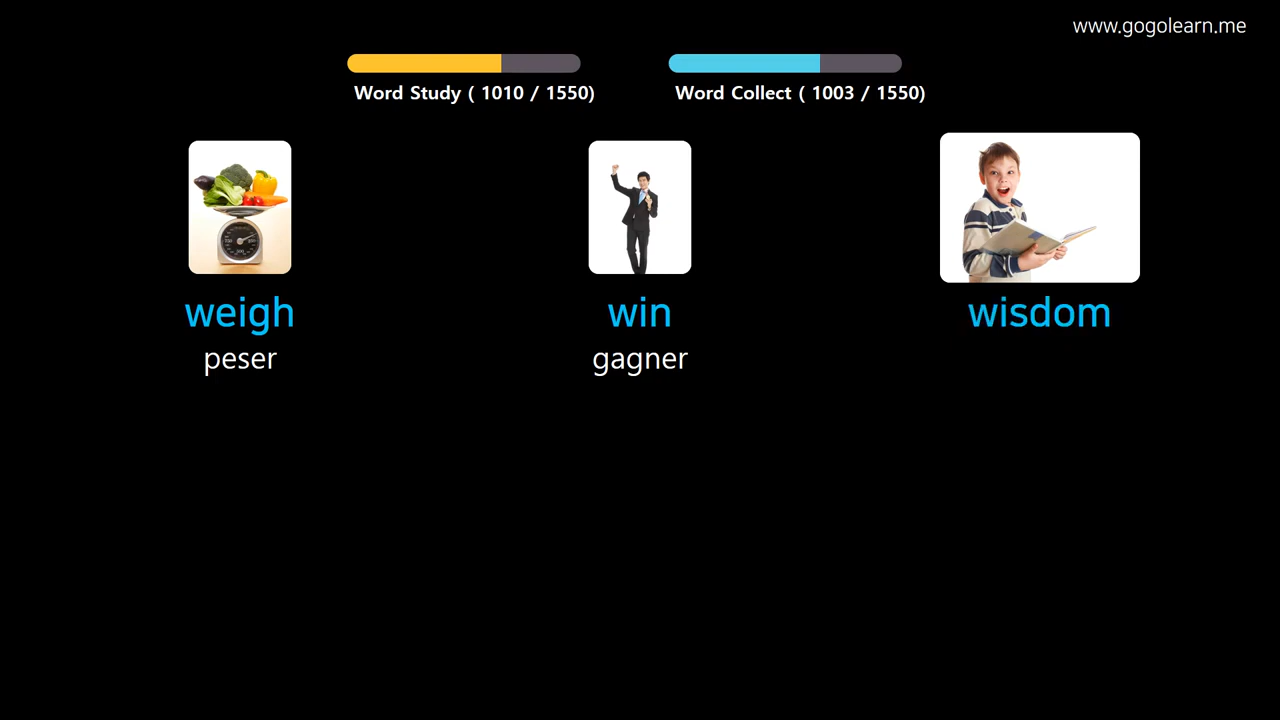 www.gogolearn.me
Word Study ( 1010 / 1550)
Word Collect ( 1003 / 1550)
weigh
win
wisdom
peser
gagner